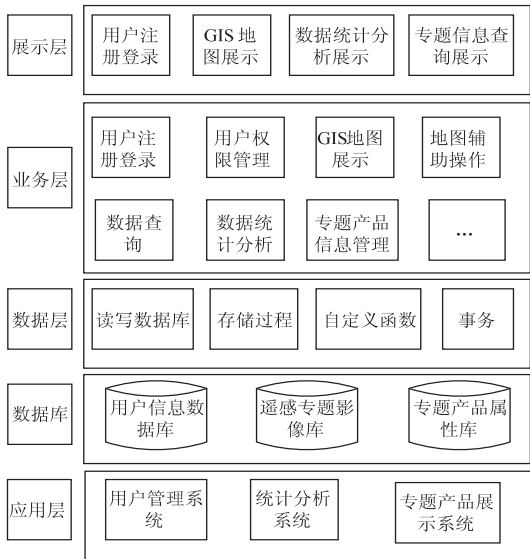 展示层
用户注
册登录
GIS 地
图展示
数据统计分
析展示
专题信息查
询展示
业务层
用户注
册登录
用户权
限管理
GIS地图
展示
地图辅
助操作
数据查
询
数据统
计分析
专题产品
信息管理
...
数据层
读写数据库
存储过程
自定义函数
事务
数据库
用户信息数
据库
遥感专题影
像库
专题产品属
性库
应用层
用户管理系
统
统计分析
系统
专题产品展
示系统